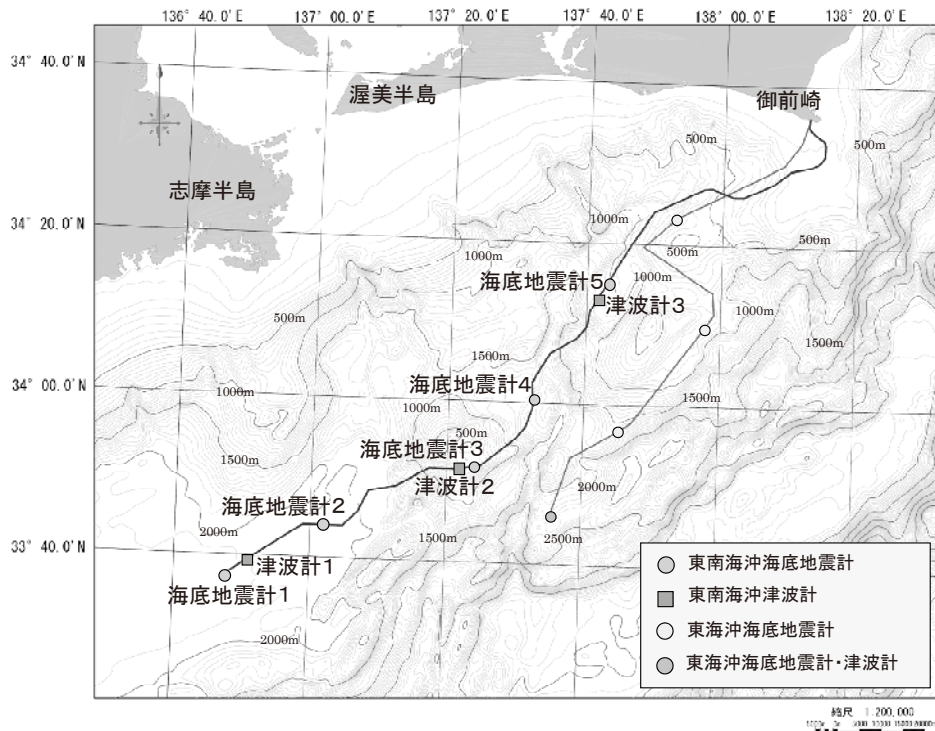 136° 40.0'E 137° 00.0'E 137° 20.0'E 137° 40.0'E 138° 00.0'E 138° 20.0'E
34° 40.0'N
渥美半島
御前崎
500m
500m
志摩半島
34° 20.0'N
1000m
500m
500m
1000m
海底地震計5
1000m
津波計3
1000m
500m
1500m
1500m
34° 00.0'N
海底地震計4
1000m
1000m
1500m
500m
海底地震計3
1500m
津波計2
2000m
海底地震計2
2000m
1500m
2500m
33° 40.0'N
津波計1
海底地震計1
2000m
東南海沖海底地震計
東南海沖津波計
東海沖海底地震計
東海沖海底地震計・津波計
縮尺 1:200,000